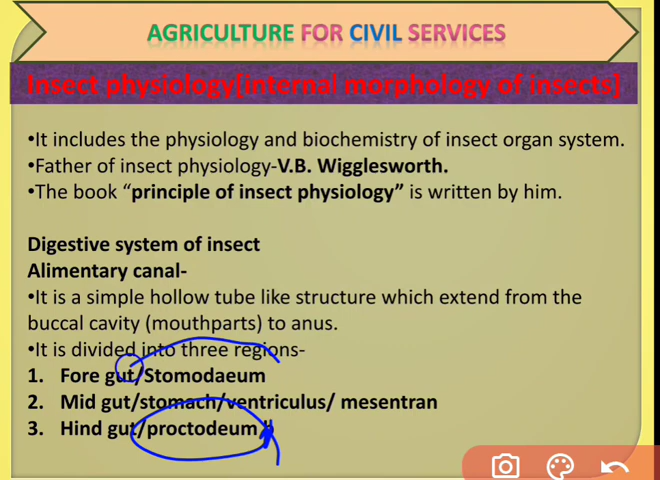 AGRICULTURE FOR CIVIL SERVICES
Insect physiology[internal morphology of insects]
•It includes the physiology and biochemistry of insect organ system.
•Father of insect physiology-V.B. Wigglesworth.
•The book “principle of insect physiology” is written by him.
Digestive system of insect
Alimentary canal-
•It is a simple hollow tube like structure which extend from the
buccal cavity (mouthparts) to anus.
•It is divided into three regions-
1. Fore gut/Stomodaeum
2. Mid gut/stomach/ventriculus/ mesentran
3. Hind gut/proctodeum